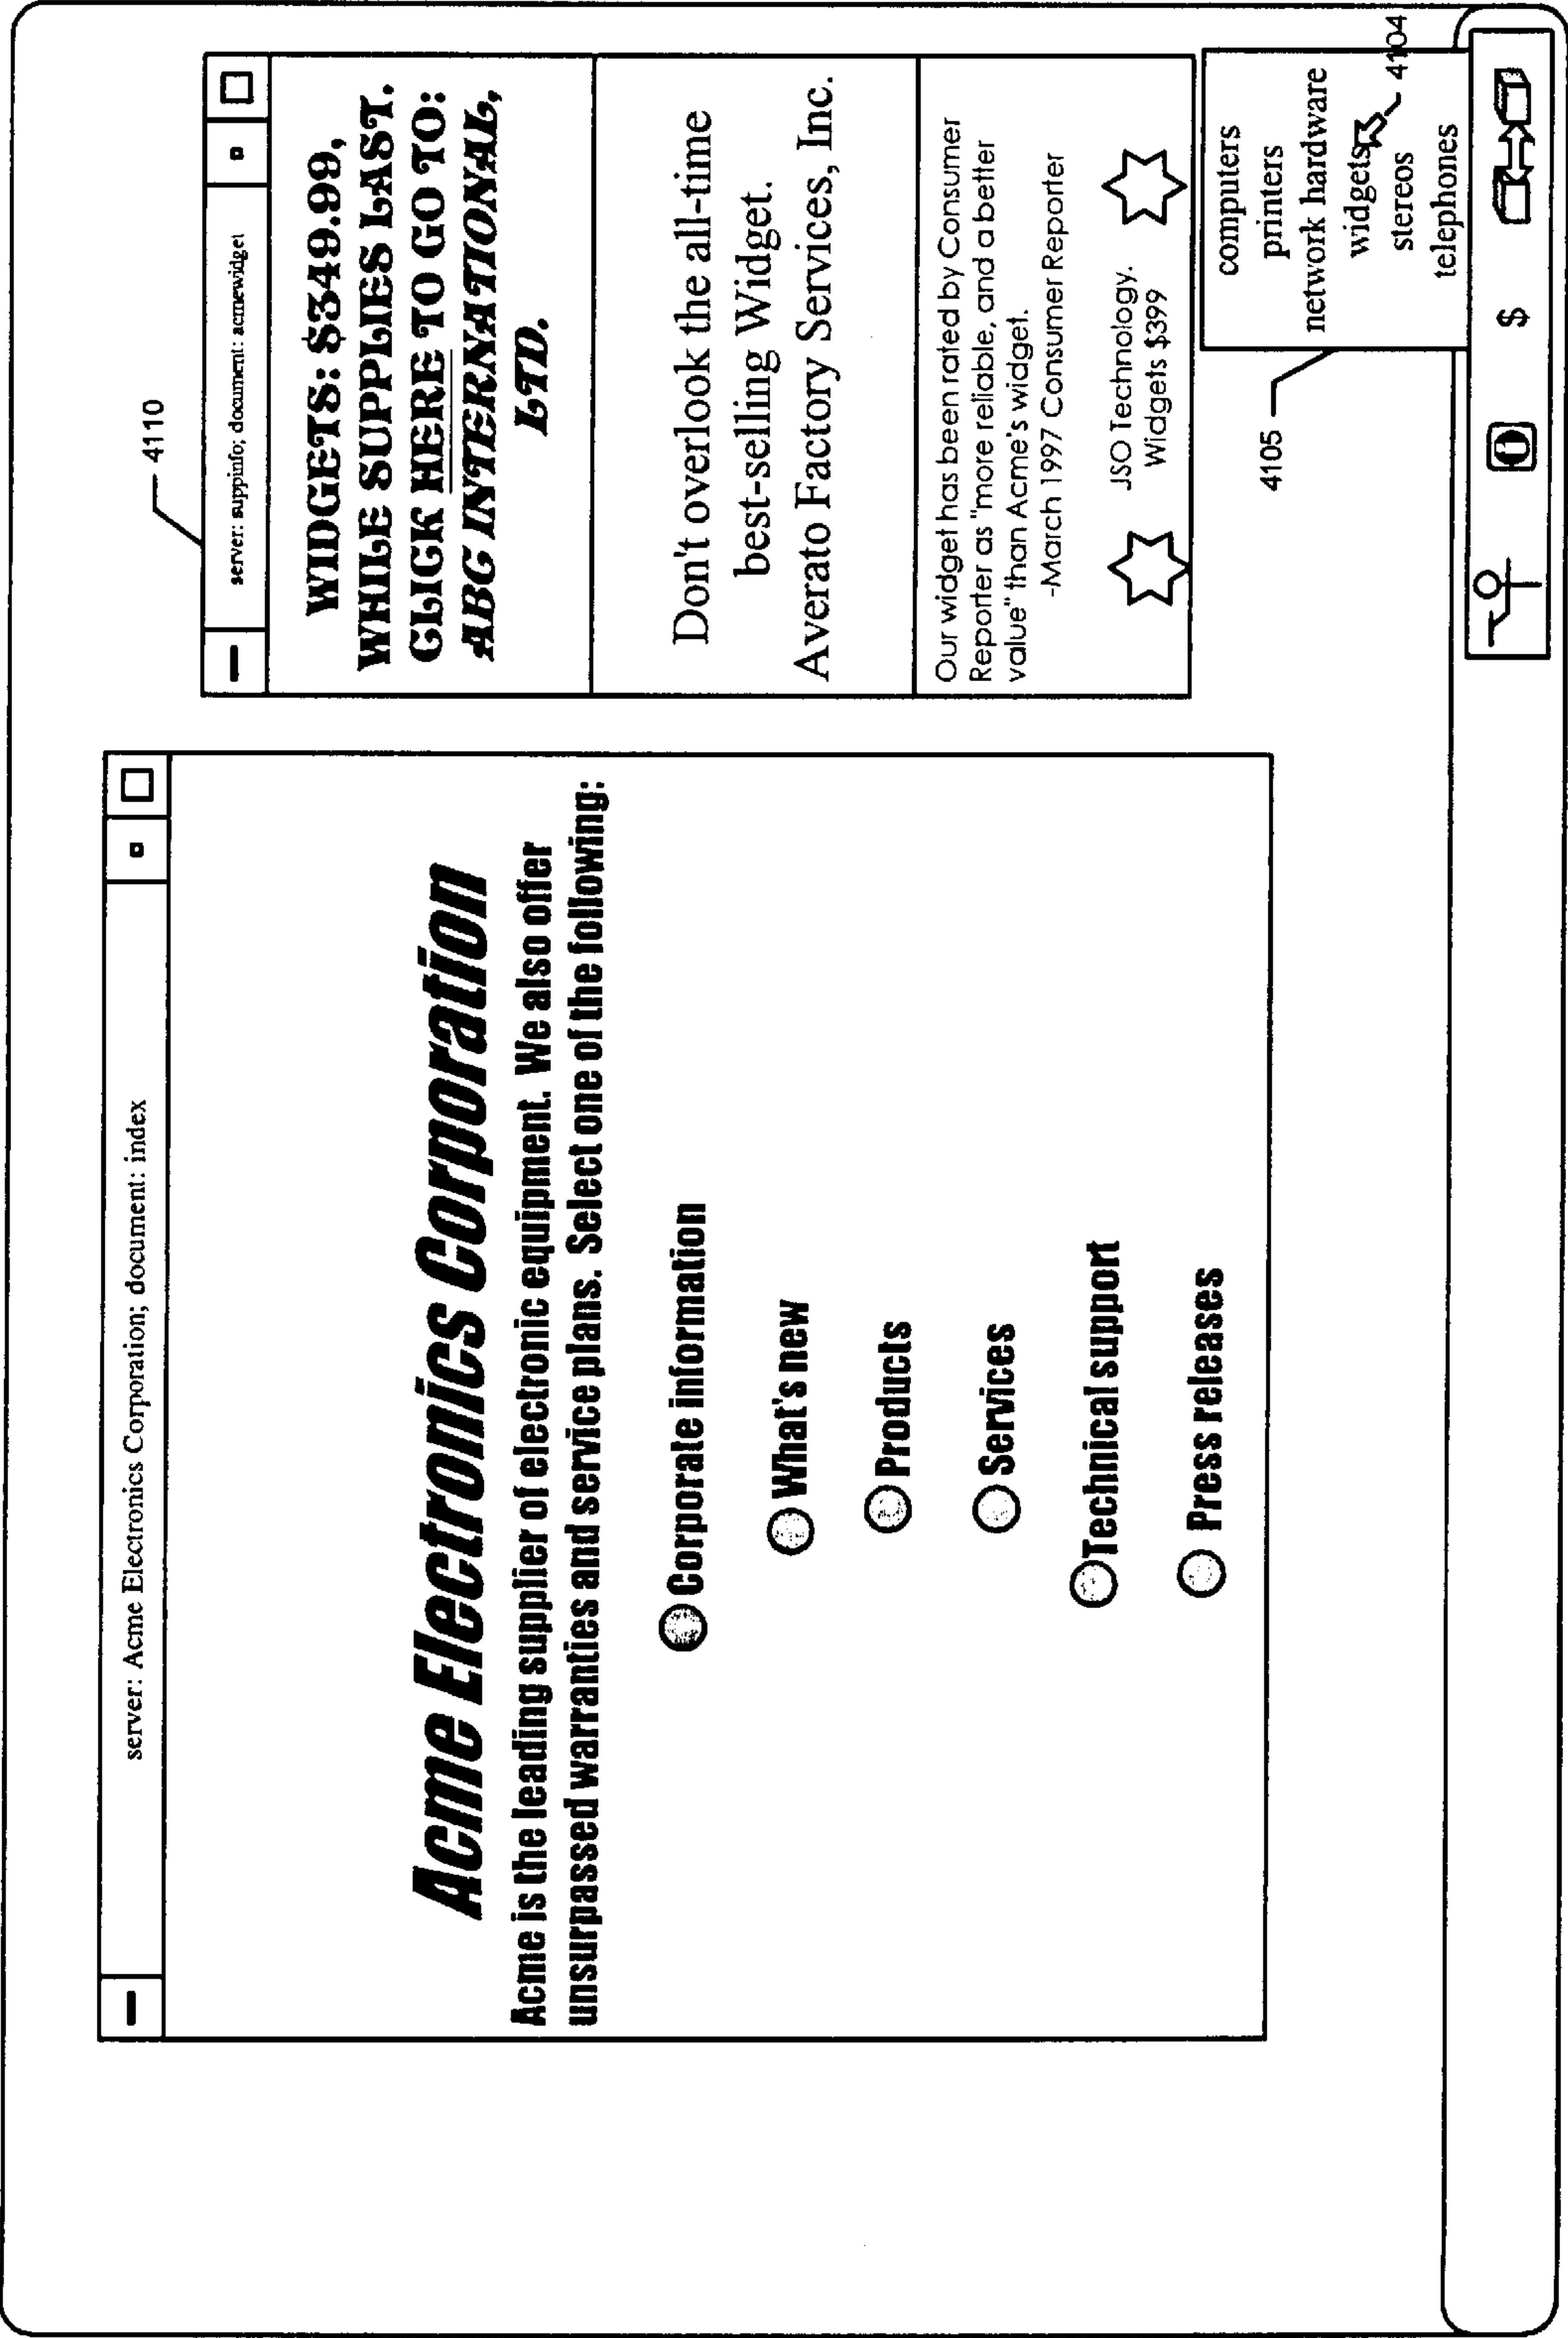 server: Acme Electronics Corporation; document: index
Acme Electronics Corporation
Acme is the leading supplier of electronic equipment. We also offer
unsurpassed warranties and service plans. Select one of the following:
Corporate information
What's new
Products
Services
Technical support
Press releases
4110
server: suppinfo; document: acmewidget
WIDGETS: $349.99,
WHILE SUPPLIES LAST.
CLICK HERE TO GO TO:
ABG INTERNATIONAL,
LTD.
Don't overlook the all-time
best-selling Widget.
Averato Factory Services, Inc.
Our widget has been rated by Consumer
Reporter as "more reliable, and a better
value" than Acme's widget.
-March 1997 Consumer Reporter
JSO Technology.
Widgets $399
4105
computers
printers
network hardware
widgets
stereos
telephones
4104
$